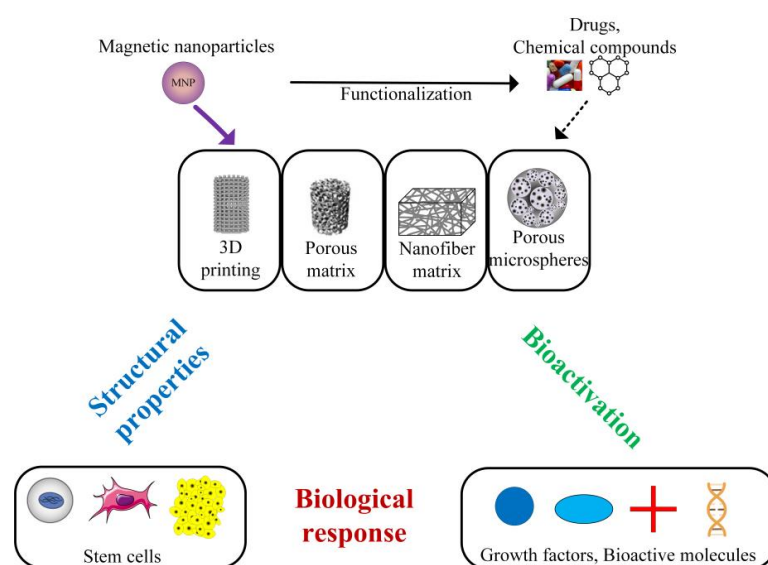 Drugs,
Magnetic nanoparticles
Chemical compounds
MNP
Functionalization
3D
printing
Porous
matrix
Nanofiber
matrix
Porous
microspheres
Structural
properties
Bioactivation
Biological
response
Stem cells
Growth factors, Bioactive molecules